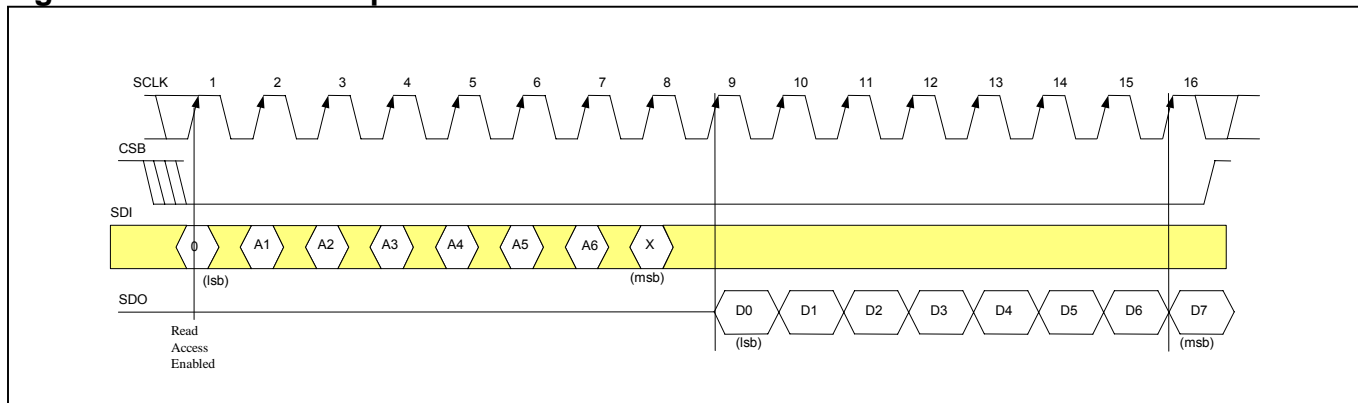 SCLK 1 2 3 4 5 6 7 8 9 10 11 12 13 14 15 16
CSB
SDI
0 A1 A2 A3 A4 A5 A6 X
(lsb) (msb)
SDO
D0 D1 D2 D3 D4 D5 D6 D7
(lsb) (msb)
Read
Access
Enabled